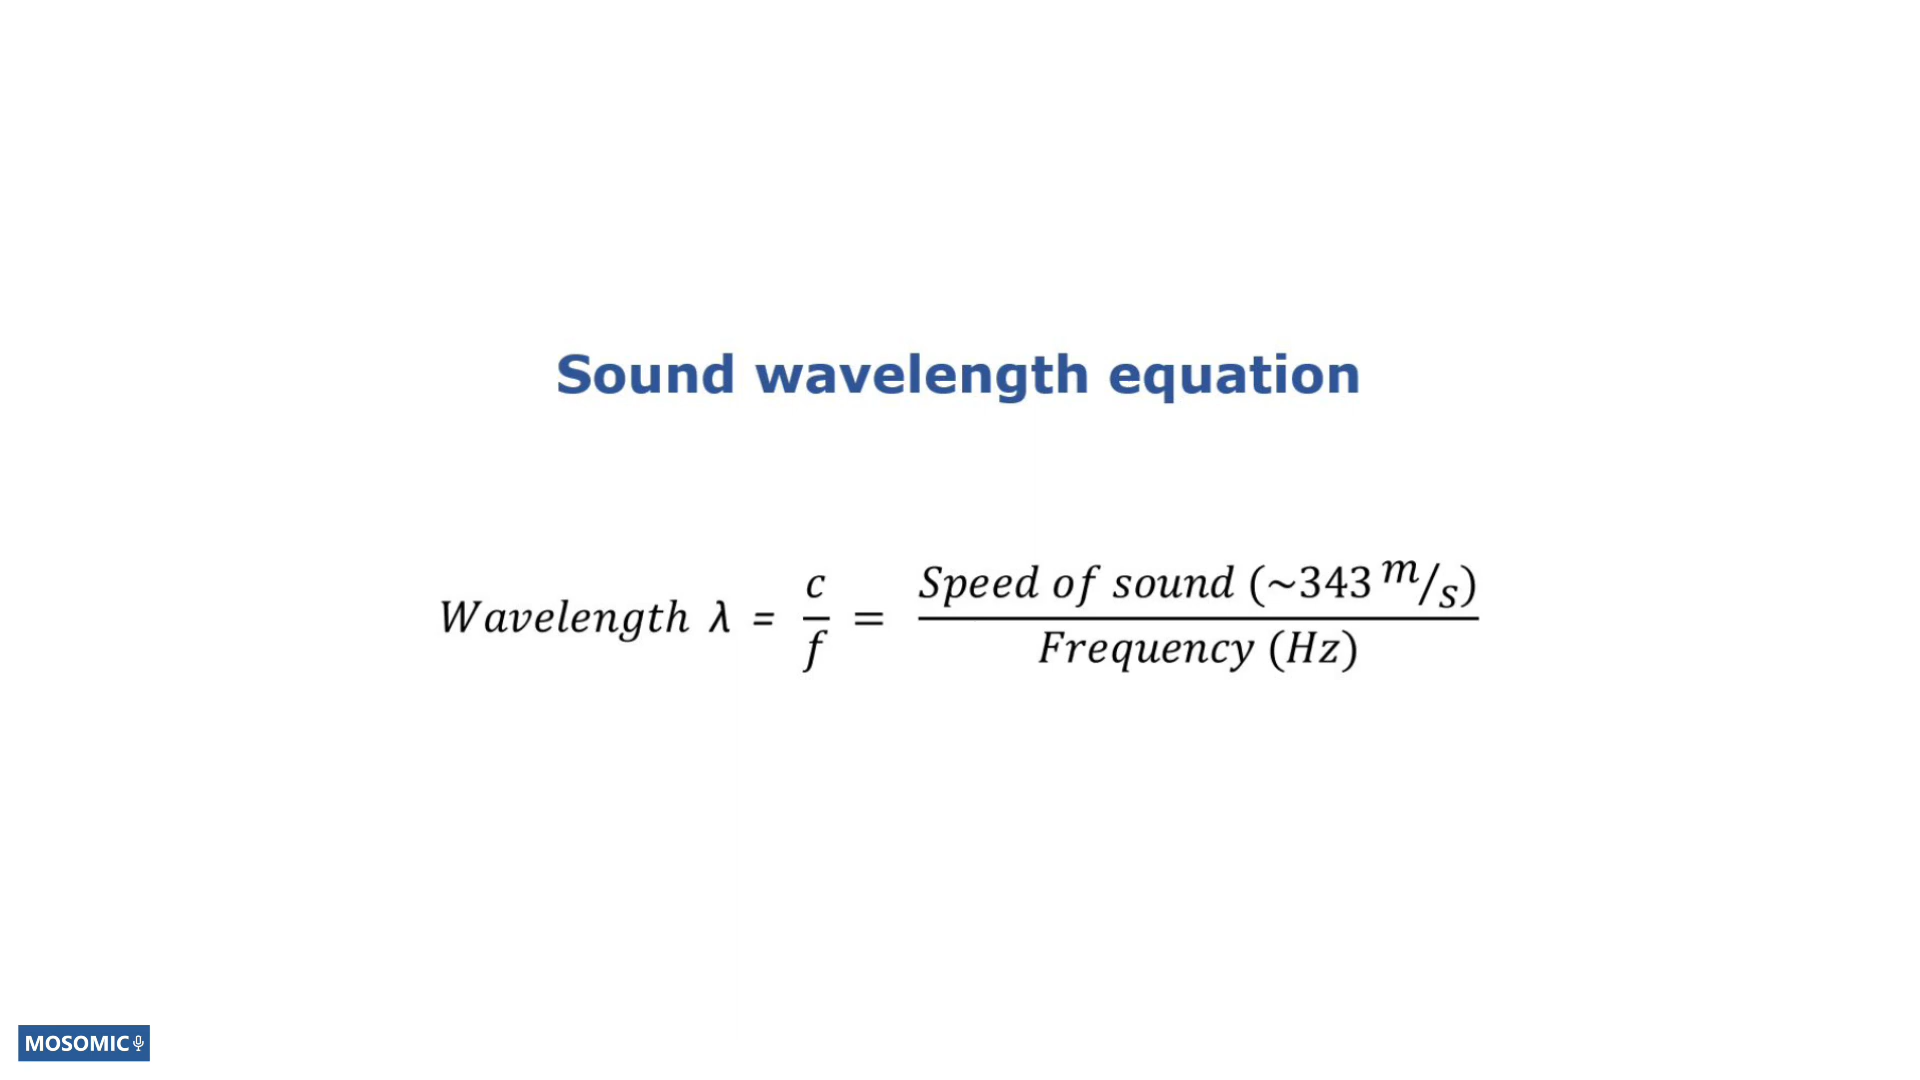 Sound wavelength equation
Wavelength λ = c/f = Speed of sound (~343 m/s) / Frequency (Hz)
MOSOMIC